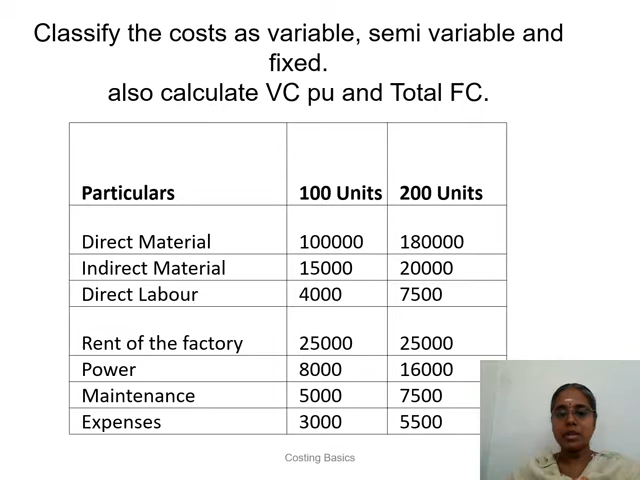 Classify the costs as variable, semi variable and
fixed.
also calculate VC pu and Total FC.
Particulars 100 Units 200 Units
Direct Material 100000 180000
Indirect Material 15000 20000
Direct Labour 4000 7500
Rent of the factory 25000 25000
Power 8000 16000
Maintenance 5000 7500
Expenses 3000 5500
Costing Basics